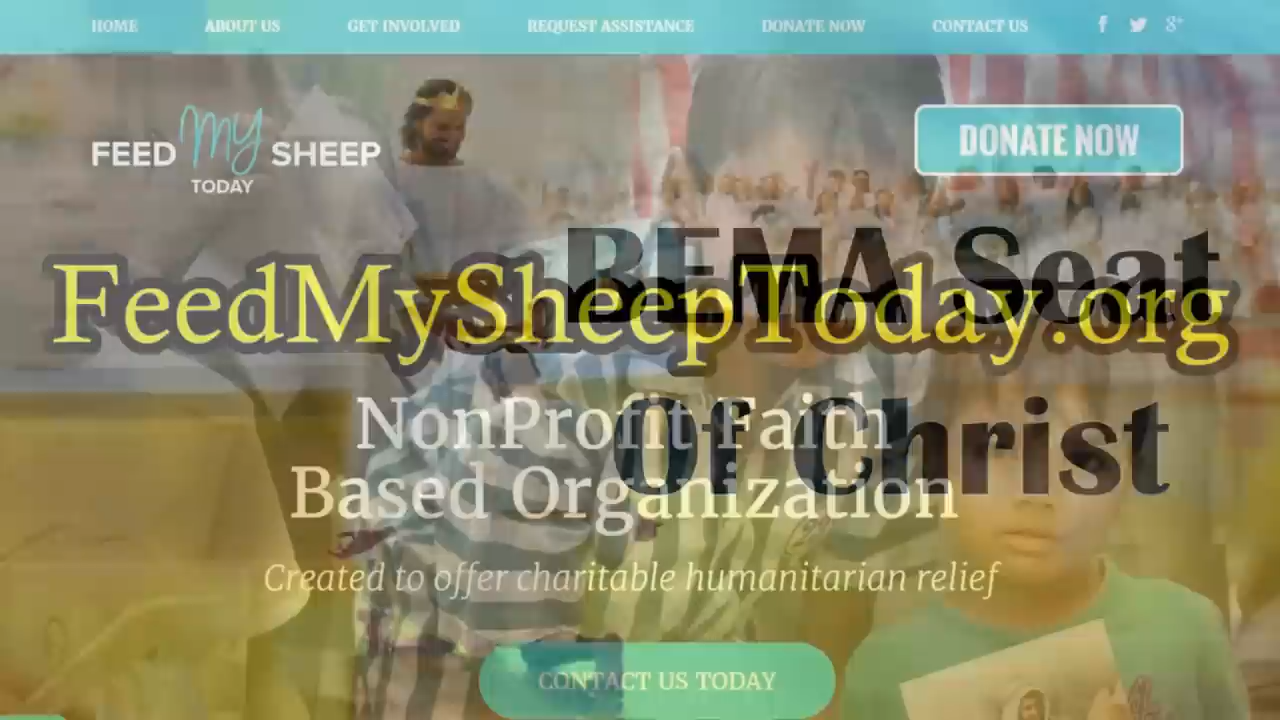 HOME ABOUT US GET INVOLVED REQUEST ASSISTANCE DONATE NOW CONTACT US f g+
FEED My SHEEP
TODAY
DONATE NOW
BEMA Seat
FeedMySheepToday.org
Of Christ
NonProfit Faith
Based Organization
Created to offer charitable humanitarian relief
CONTACT US TODAY